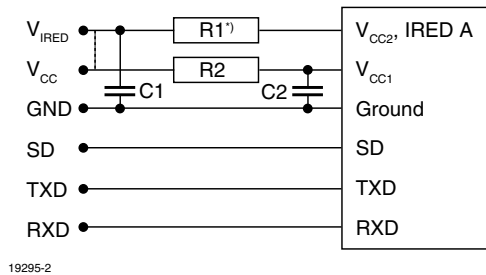 V_IRED R1*) V_CC2, IRED A
V_CC R2 V_CC1
C1 C2
GND Ground
SD SD
TXD TXD
RXD RXD
19295-2